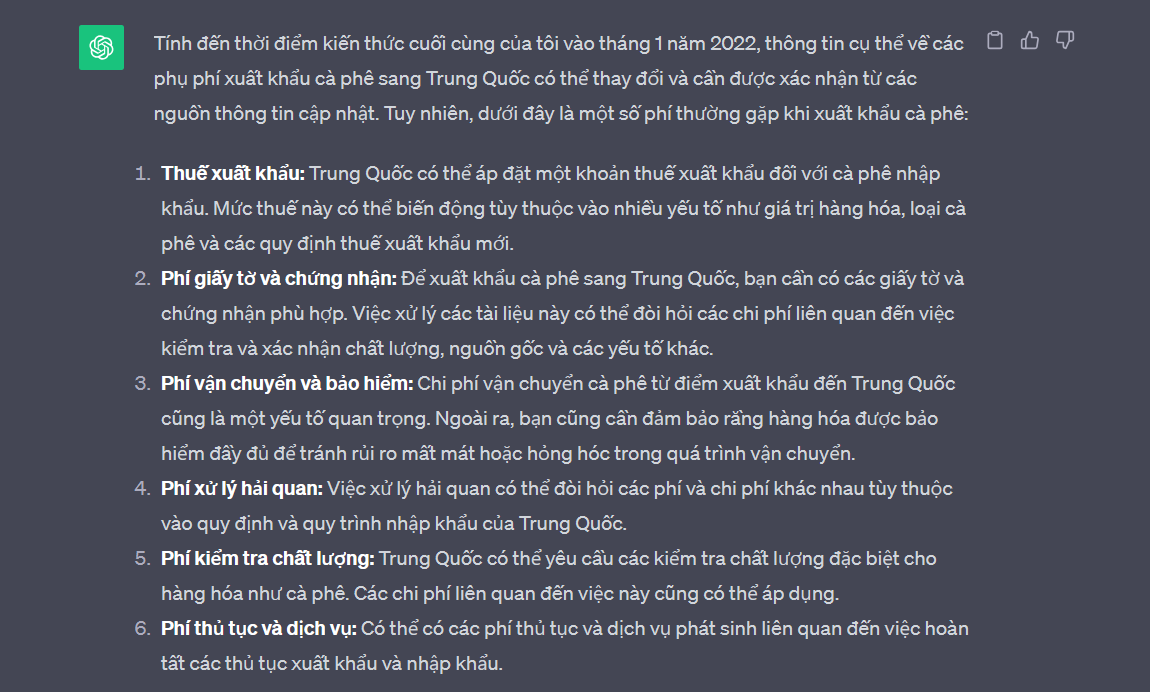 Tính đến thời điểm kiến thức cuối cùng của tôi vào tháng 1 năm 2022, thông tin cụ thể về các
phụ phí xuất khẩu cà phê sang Trung Quốc có thể thay đổi và cần được xác nhận từ các
nguồn thông tin cập nhật. Tuy nhiên, dưới đây là một số phí thường gặp khi xuất khẩu cà phê:
1. Thuế xuất khẩu: Trung Quốc có thể áp đặt một khoản thuế xuất khẩu đối với cà phê nhập
khẩu. Mức thuế này có thể biến động tùy thuộc vào nhiều yếu tố như giá trị hàng hóa, loại cà
phê và các quy định thuế xuất khẩu mới.
2. Phí giấy tờ và chứng nhận: Để xuất khẩu cà phê sang Trung Quốc, bạn cần có các giấy tờ và
chứng nhận phù hợp. Việc xử lý các tài liệu này có thể đòi hỏi các chi phí liên quan đến việc
kiểm tra và xác nhận chất lượng, nguồn gốc và các yếu tố khác.
3. Phí vận chuyển và bảo hiểm: Chi phí vận chuyển cà phê từ điểm xuất khẩu đến Trung Quốc
cũng là một yếu tố quan trọng. Ngoài ra, bạn cũng cần đảm bảo rằng hàng hóa được bảo
hiểm đầy đủ để tránh rủi ro mất mát hoặc hỏng hóc trong quá trình vận chuyển.
4. Phí xử lý hải quan: Việc xử lý hải quan có thể đòi hỏi các phí và chi phí khác nhau tùy thuộc
vào quy định và quy trình nhập khẩu của Trung Quốc.
5. Phí kiểm tra chất lượng: Trung Quốc có thể yêu cầu các kiểm tra chất lượng đặc biệt cho
hàng hóa như cà phê. Các chi phí liên quan đến việc này cũng có thể áp dụng.
6. Phí thủ tục và dịch vụ: Có thể có các phí thủ tục và dịch vụ phát sinh liên quan đến việc hoàn
tất các thủ tục xuất khẩu và nhập khẩu.